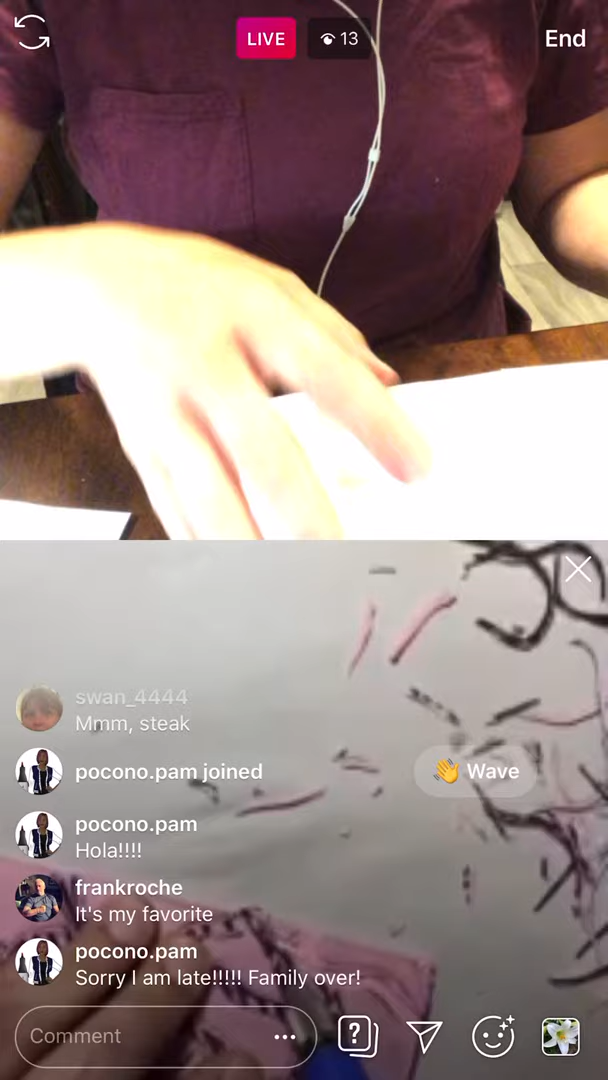 LIVE
13
End
swan_4444
Mmm, steak
pocono.pam joined
👋 Wave
pocono.pam
Hola!!!!
frankroche
It's my favorite
pocono.pam
Sorry I am late!!!!! Family over!
Comment